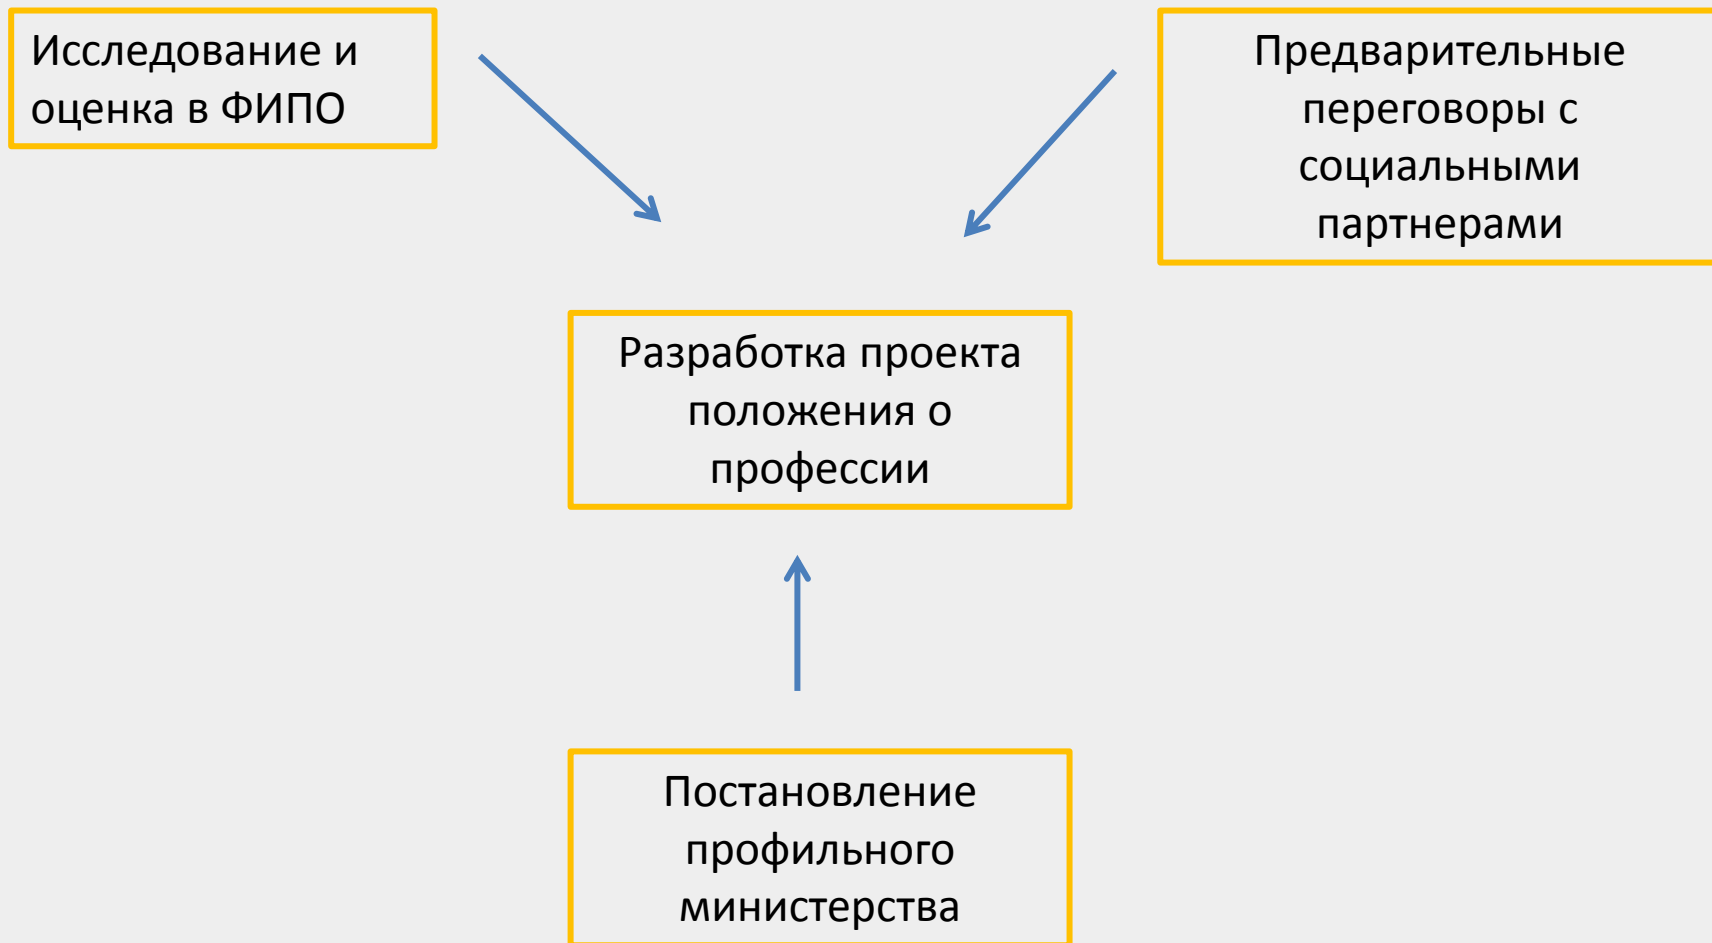 Исследование и
оценка в ФИПО
Предварительные
переговоры с
социальными
партнерами
Разработка проекта
положения о
профессии
Постановление
профильного
министерства